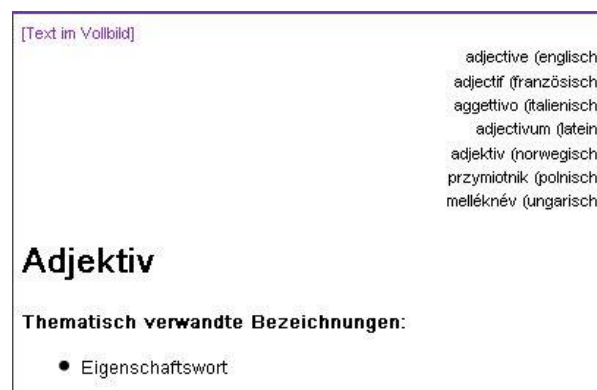 [Text im Vollbild]
adjective (englisch
adjectif (französisch
aggettivo (italienisch
adjectivum (latein
adjektiv (norwegisch
przymiotnik (polnisch
melléknév (ungarisch
Adjektiv
Thematisch verwandte Bezeichnungen:
Eigenschaftswort